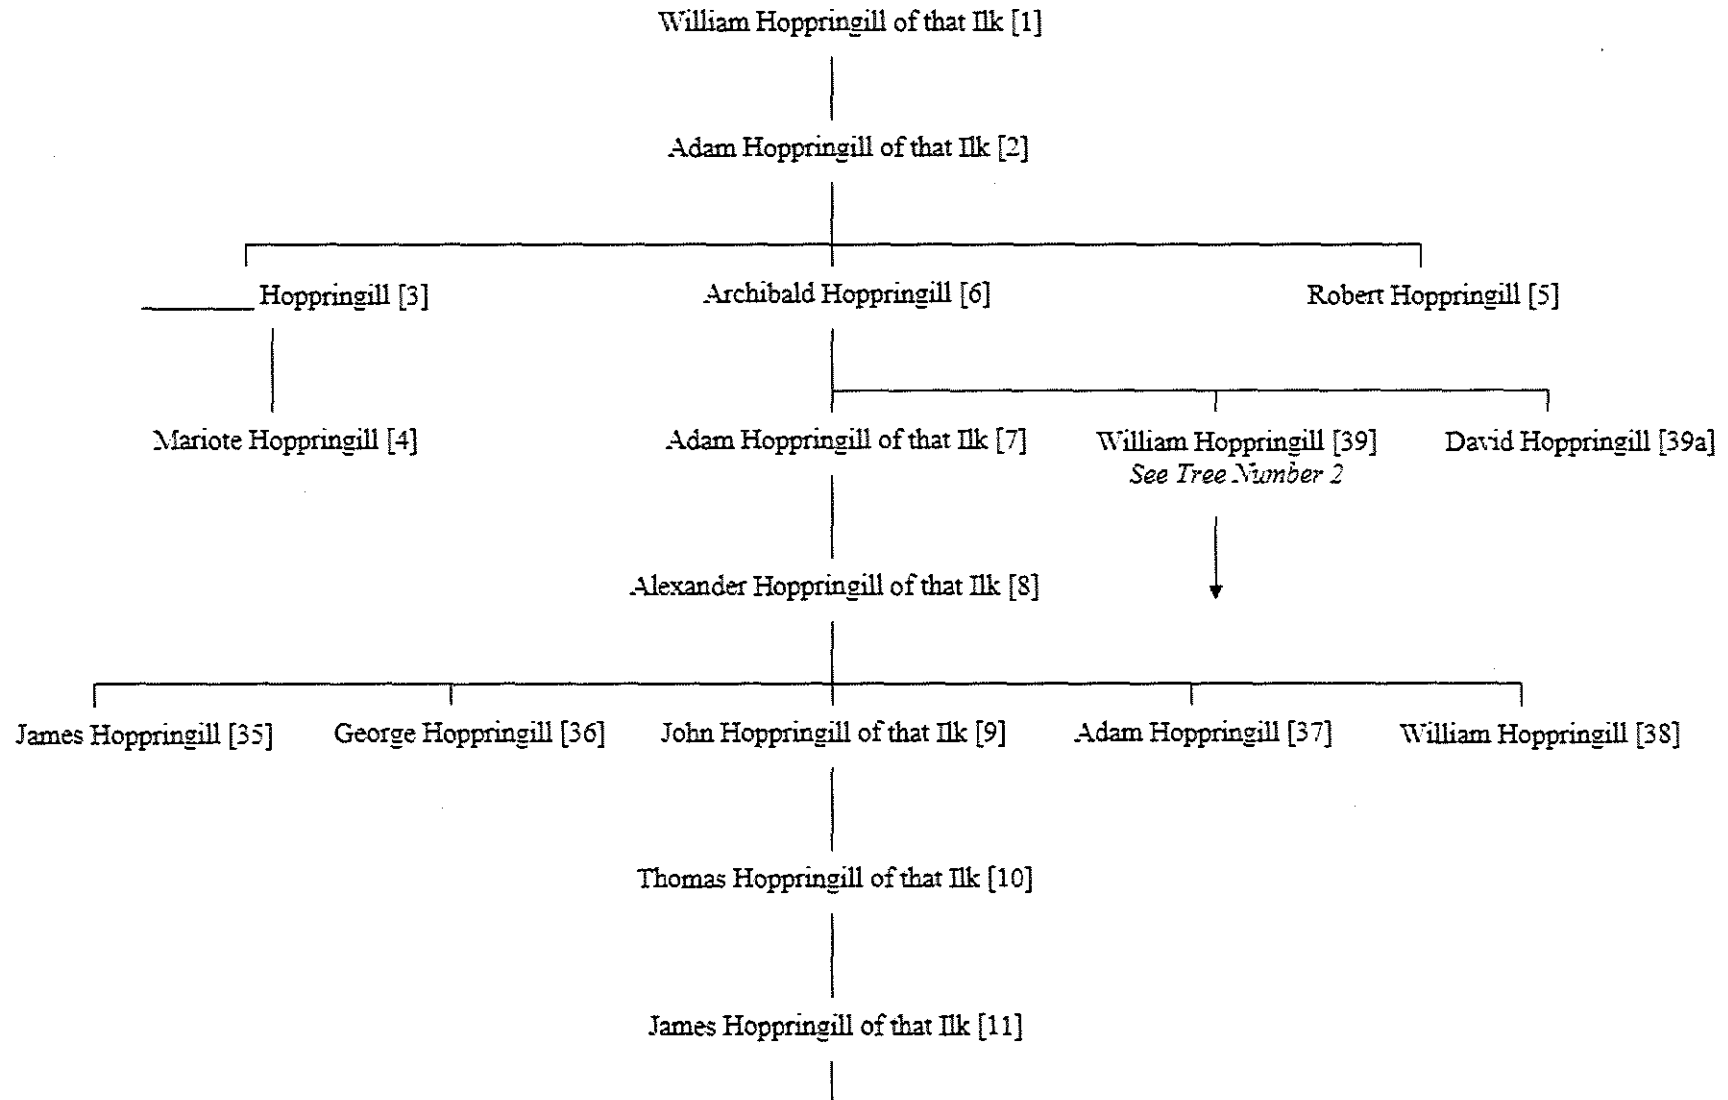 William Hoppringill of that Ilk [1]
Adam Hoppringill of that Ilk [2]
________ Hoppringill [3]
Archibald Hoppringill [6]
Robert Hoppringill [5]
Mariote Hoppringill [4]
Adam Hoppringill of that Ilk [7]
William Hoppringill [39]
See Tree Number 2
David Hoppringill [39a]
Alexander Hoppringill of that Ilk [8]
James Hoppringill [35]
George Hoppringill [36]
John Hoppringill of that Ilk [9]
Adam Hoppringill [37]
William Hoppringill [38]
Thomas Hoppringill of that Ilk [10]
James Hoppringill of that Ilk [11]